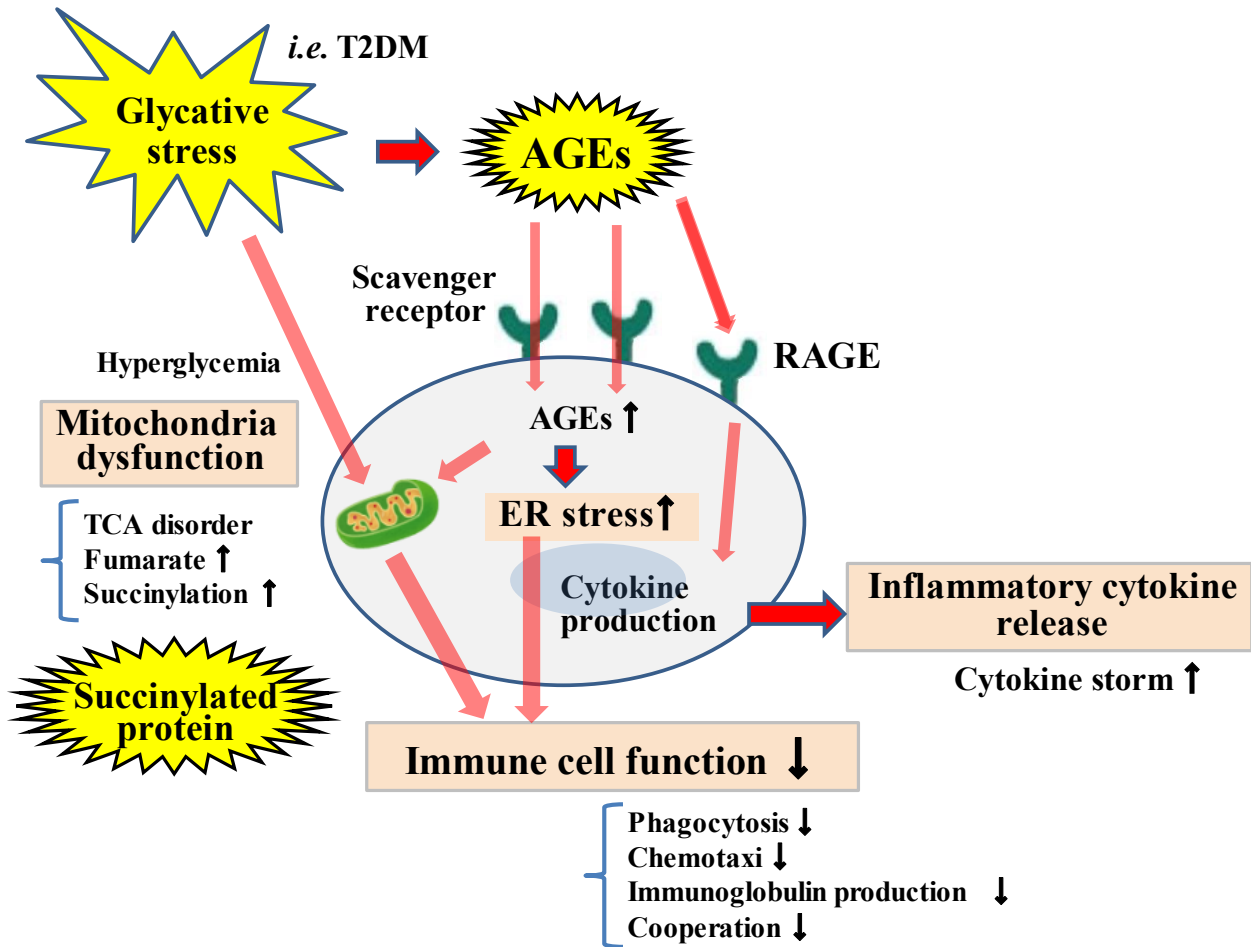 i.e. T2DM
Glycative
stress
AGEs
Scavenger
receptor
RAGE
Hyperglycemia
Mitochondria
dysfunction
AGEs ↑
TCA disorder
Fumarate ↑
Succinylation ↑
ER stress↑
Cytokine
production
Inflammatory cytokine
release
Cytokine storm ↑
Succinylated
protein
Immune cell function ↓
Phagocytosis ↓
Chemotaxi ↓
Immunoglobulin production ↓
Cooperation ↓